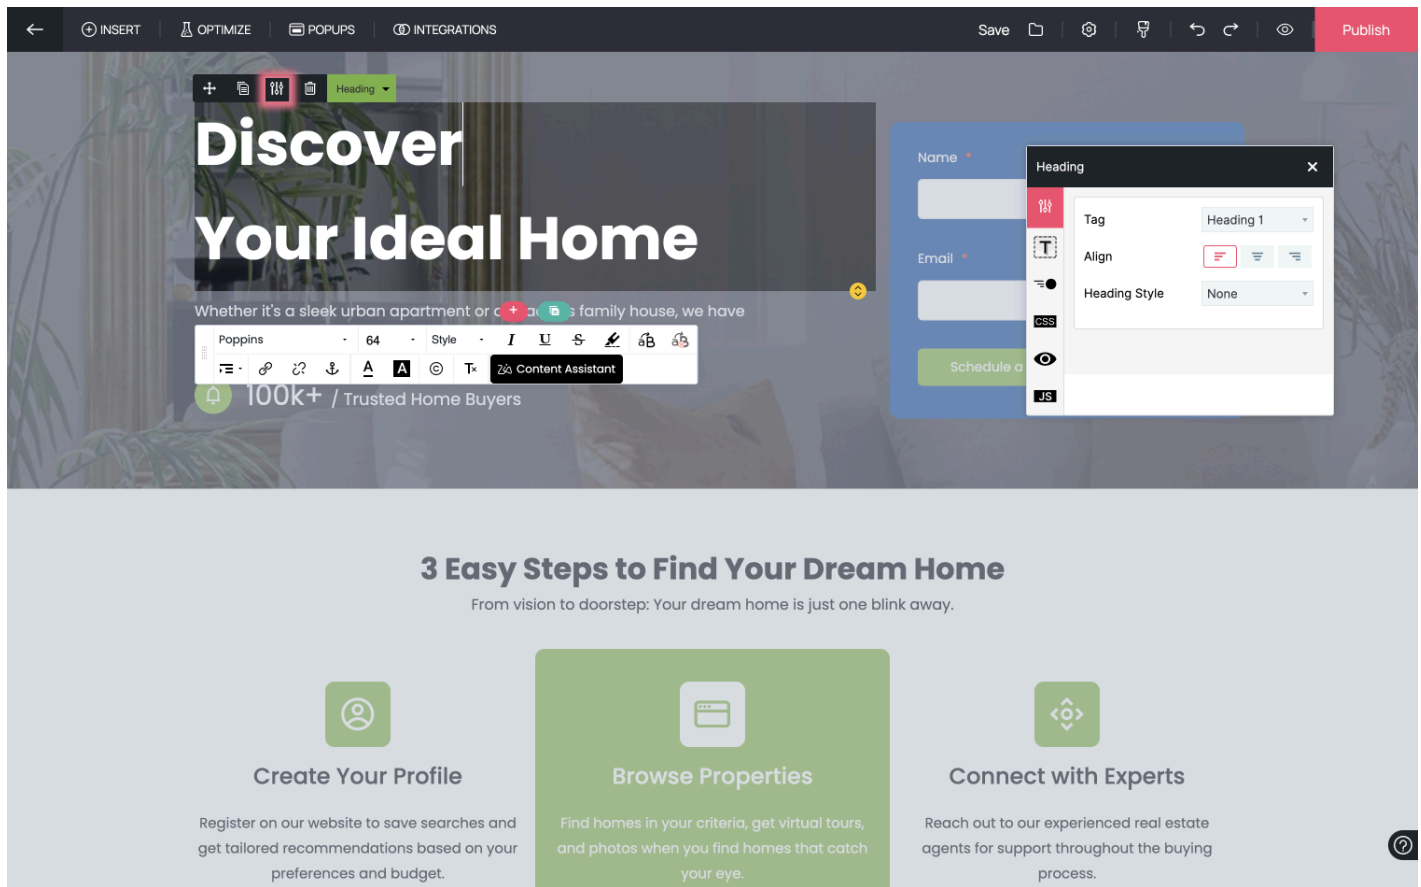 INSERT
OPTIMIZE
POPUPS
INTEGRATIONS
Save
Publish
Heading
Discover
Your Ideal Home
Whether it's a sleek urban apartment or a s family house, we have
Poppins
64
Style
I
U
S
aB
aB
A
A
©
Tx
Content Assistant
100k+ / Trusted Home Buyers
Name *
Email *
Schedule a
Heading
T
CSS
JS
Tag
Heading 1
Align
Heading Style
None
3 Easy Steps to Find Your Dream Home
From vision to doorstep: Your dream home is just one blink away.
Create Your Profile
Register on our website to save searches and
get tailored recommendations based on your
preferences and budget.
Browse Properties
Find homes in your criteria, get virtual tours,
and photos when you find homes that catch
your eye.
Connect with Experts
Reach out to our experienced real estate
agents for support throughout the buying
process.